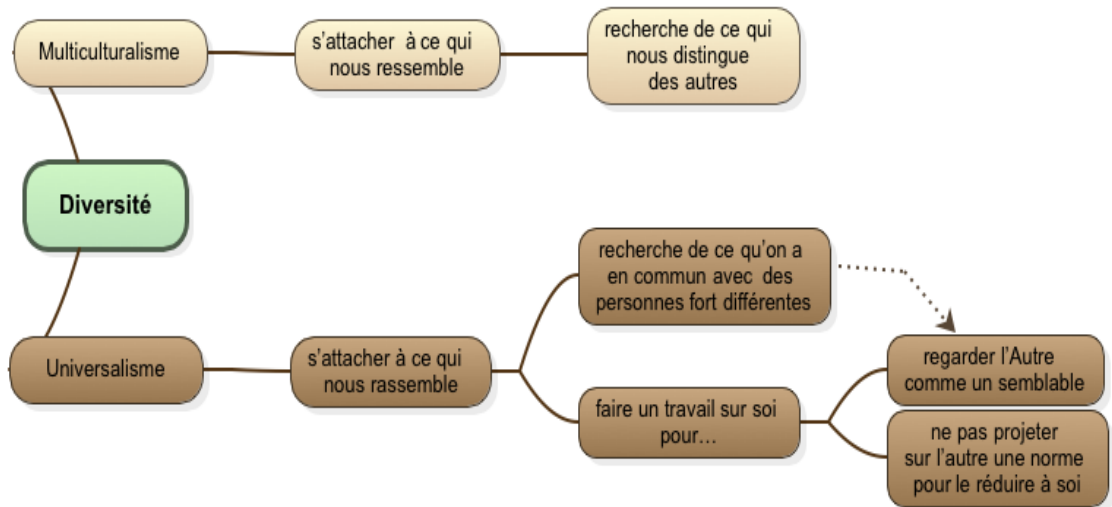 Multiculturalisme
s'attacher à ce qui
nous ressemble
recherche de ce qui
nous distingue
des autres
Diversité
Universalisme
s'attacher à ce qui
nous rassemble
recherche de ce qu'on a
en commun avec des
personnes fort différentes
faire un travail sur soi
pour…
regarder l'Autre
comme un semblable
ne pas projeter
sur l'autre une norme
pour le réduire à soi